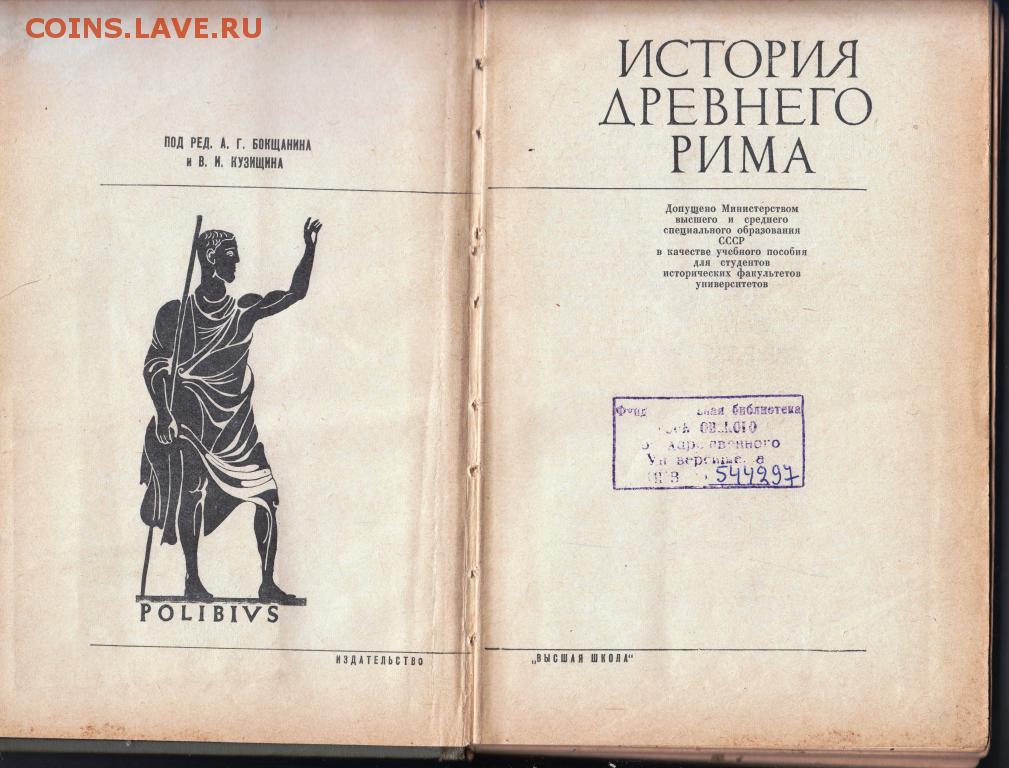 COINS.LAVE.RU
ПОД РЕД. А. Г. БОКЩАНИНА
и В. И. КУЗИЩИНА
POLIBIVS
ИЗДАТЕЛЬСТВО
ИСТОРИЯ
ДРЕВНЕГО
РИМА
Допущено Министерством
высшего и среднего
специального образования
СССР
в качестве учебного пособия
для студентов
исторических факультетов
университетов
библиотека
544297
„ВЫСШАЯ ШКОЛА“